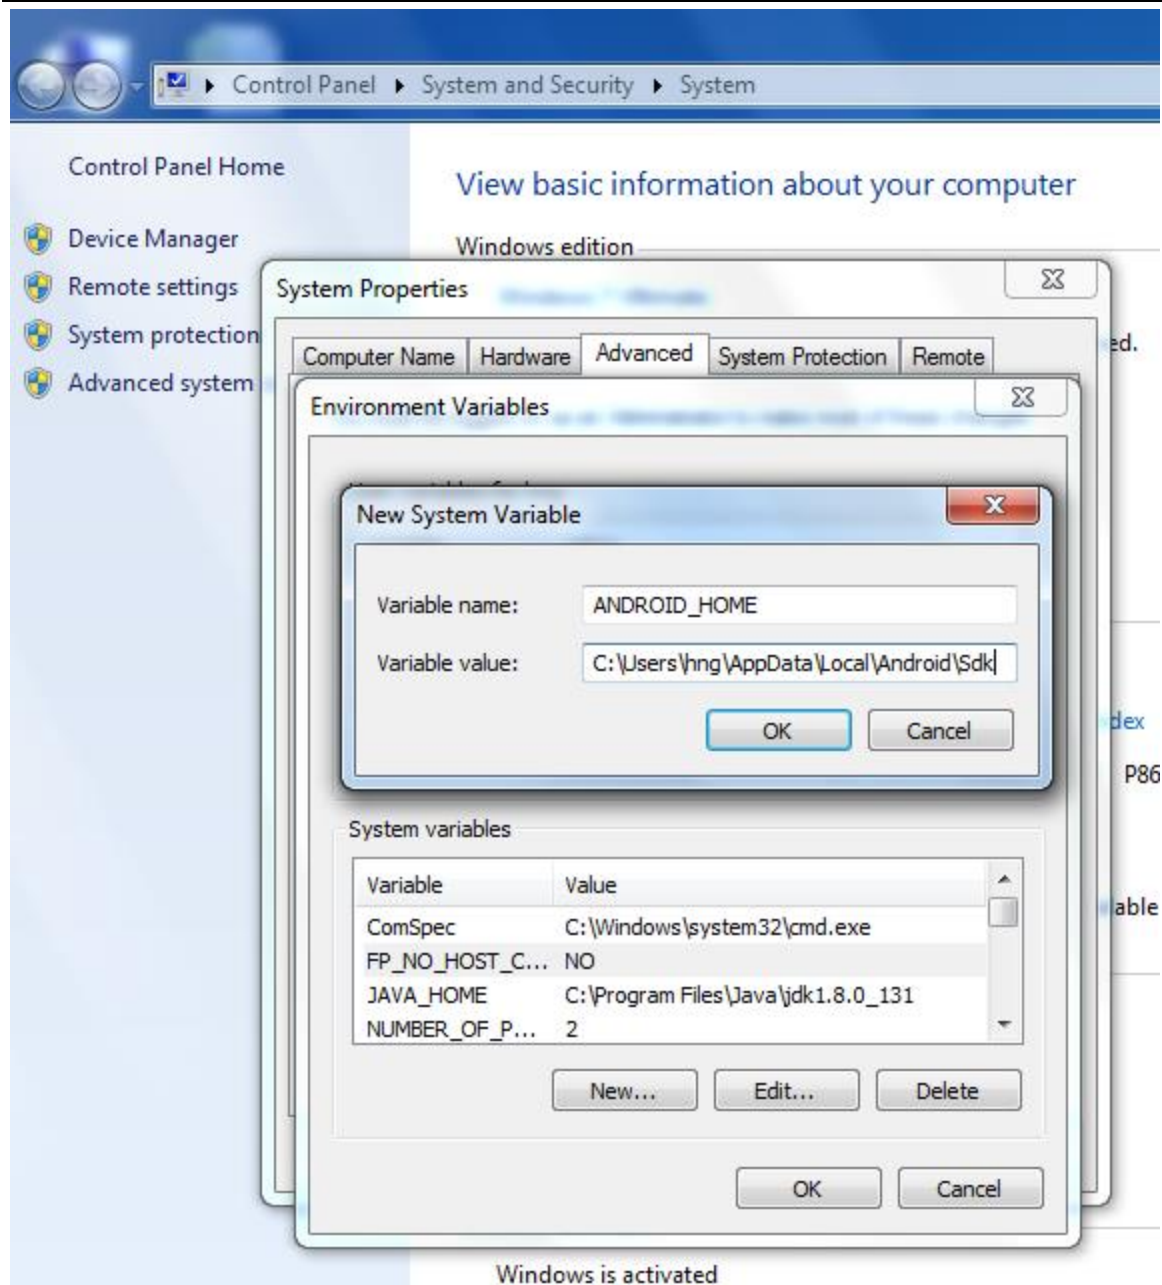 Control Panel ▸ System and Security ▸ System
Control Panel Home
Device Manager
Remote settings
System protection
Advanced system
View basic information about your computer
Windows edition
System Properties
ed.
Computer Name Hardware Advanced System Protection Remote
Environment Variables
New System Variable
Variable name: ANDROID_HOME
Variable value: C:\Users\hng\AppData\Local\Android\Sdk
OK Cancel
dex
P86
System variables
Variable Value
ComSpec C:\Windows\system32\cmd.exe
able
FP_NO_HOST_C... NO
JAVA_HOME C:\Program Files\Java\jdk1.8.0_131
NUMBER_OF_P... 2
New... Edit... Delete
OK Cancel
Windows is activated